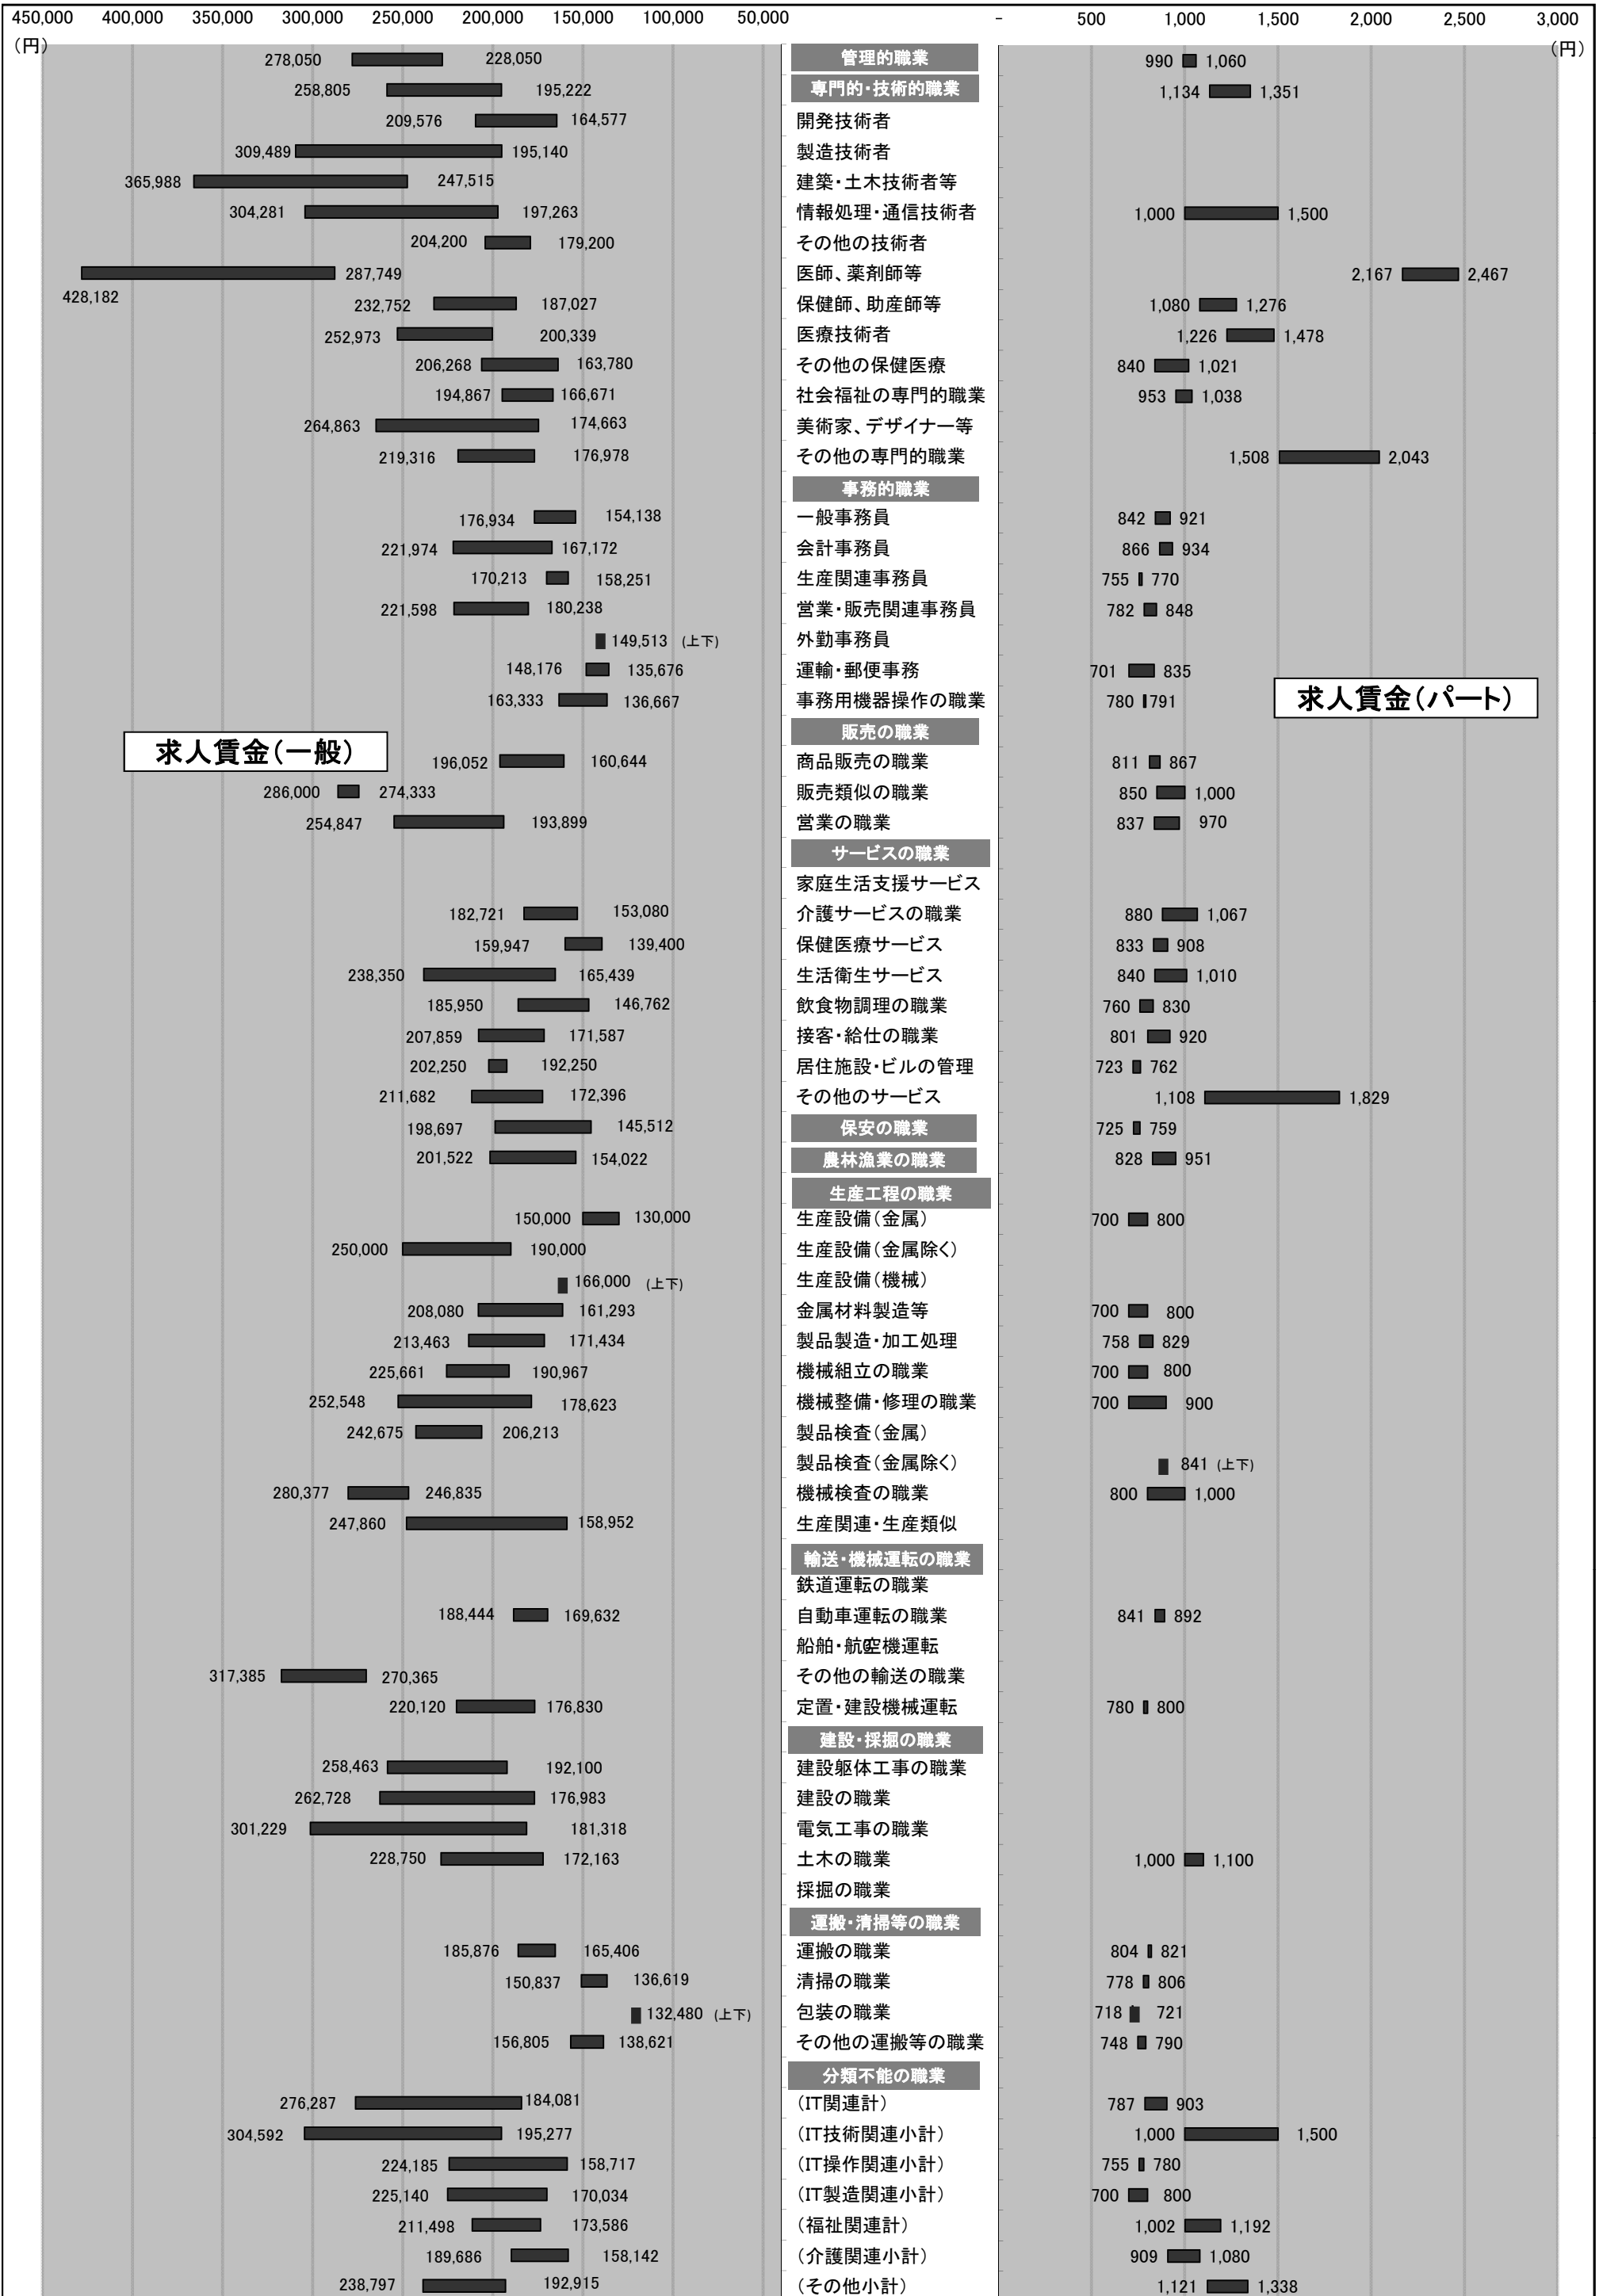 450,000 400,000 350,000 300,000 250,000 200,000 150,000 100,000 50,000 - 500 1,000 1,500 2,000 2,500 3,000
（円） （円）
278,050 228,050 管理的職業 990 1,060
258,805 195,222 専門的・技術的職業 1,134 1,351
209,576 164,577 開発技術者
309,489 195,140 製造技術者
365,988 247,515 建築・土木技術者等
304,281 197,263 情報処理・通信技術者 1,000 1,500
204,200 179,200 その他の技術者
428,182 287,749 医師、薬剤師等 2,167 2,467
232,752 187,027 保健師、助産師等 1,080 1,276
252,973 200,339 医療技術者 1,226 1,478
206,268 163,780 その他の保健医療 840 1,021
194,867 166,671 社会福祉の専門的職業 953 1,038
264,863 174,663 美術家、デザイナー等
219,316 176,978 その他の専門的職業 1,508 2,043
事務的職業
176,934 154,138 一般事務員 842 921
221,974 167,172 会計事務員 866 934
170,213 158,251 生産関連事務員 755 770
221,598 180,238 営業・販売関連事務員 782 848
149,513 (上下) 外勤事務員
148,176 135,676 運輸・郵便事務 701 835
163,333 136,667 事務用機器操作の職業 780 791
求人賃金（パート）
販売の職業
求人賃金（一般）
196,052 160,644 商品販売の職業 811 867
286,000 274,333 販売類似の職業 850 1,000
254,847 193,899 営業の職業 837 970
サービスの職業
家庭生活支援サービス
182,721 153,080 介護サービスの職業 880 1,067
159,947 139,400 保健医療サービス 833 908
238,350 165,439 生活衛生サービス 840 1,010
185,950 146,762 飲食物調理の職業 760 830
207,859 171,587 接客・給仕の職業 801 920
202,250 192,250 居住施設・ビルの管理 723 762
211,682 172,396 その他のサービス 1,108 1,829
198,697 145,512 保安の職業 725 759
201,522 154,022 農林漁業の職業 828 951
生産工程の職業
150,000 130,000 生産設備（金属） 700 800
250,000 190,000 生産設備（金属除く）
166,000 (上下) 生産設備（機械）
208,080 161,293 金属材料製造等 700 800
213,463 171,434 製品製造・加工処理 758 829
225,661 190,967 機械組立の職業 700 800
252,548 178,623 機械整備・修理の職業 700 900
242,675 206,213 製品検査（金属）
製品検査（金属除く） 841 (上下)
280,377 246,835 機械検査の職業 800 1,000
247,860 158,952 生産関連・生産類似
輸送・機械運転の職業
鉄道運転の職業
188,444 169,632 自動車運転の職業 841 892
船舶・航空機運転
317,385 270,365 その他の輸送の職業
220,120 176,830 定置・建設機械運転 780 800
建設・採掘の職業
258,463 192,100 建設躯体工事の職業
262,728 176,983 建設の職業
301,229 181,318 電気工事の職業
228,750 172,163 土木の職業 1,000 1,100
採掘の職業
運搬・清掃等の職業
185,876 165,406 運搬の職業 804 821
150,837 136,619 清掃の職業 778 806
132,480 (上下) 包装の職業 718 721
156,805 138,621 その他の運搬等の職業 748 790
分類不能の職業
276,287 184,081 （IT関連計） 787 903
304,592 195,277 （IT技術関連小計） 1,000 1,500
224,185 158,717 （IT操作関連小計） 755 780
225,140 170,034 （IT製造関連小計） 700 800
211,498 173,586 （福祉関連計） 1,002 1,192
189,686 158,142 （介護関連小計） 909 1,080
238,797 192,915 （その他小計） 1,121 1,338